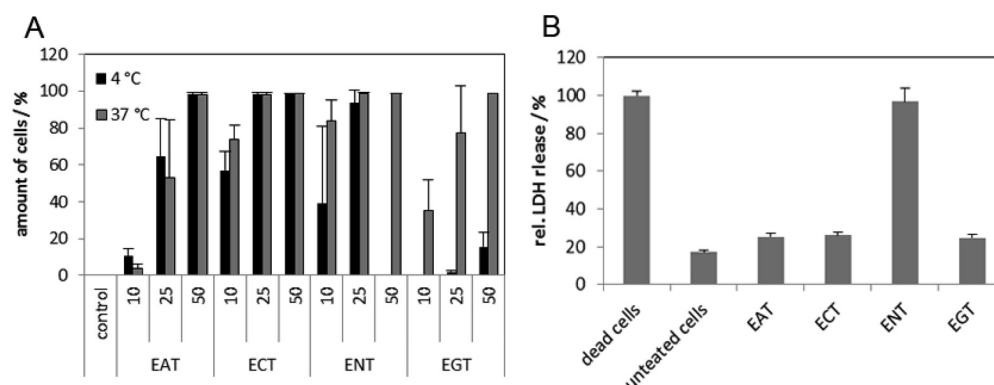 A
120
100
80
60
40
20
0
amount of cells / %
4 °C
37 °C
control
10 25 50 10 25 50 10 25 50 10 25 50
EAT ECT ENT EGT
B
120
100
80
60
40
20
0
rel. LDH rlease / %
dead cells
unteated cells
EAT
ECT
ENT
EGT